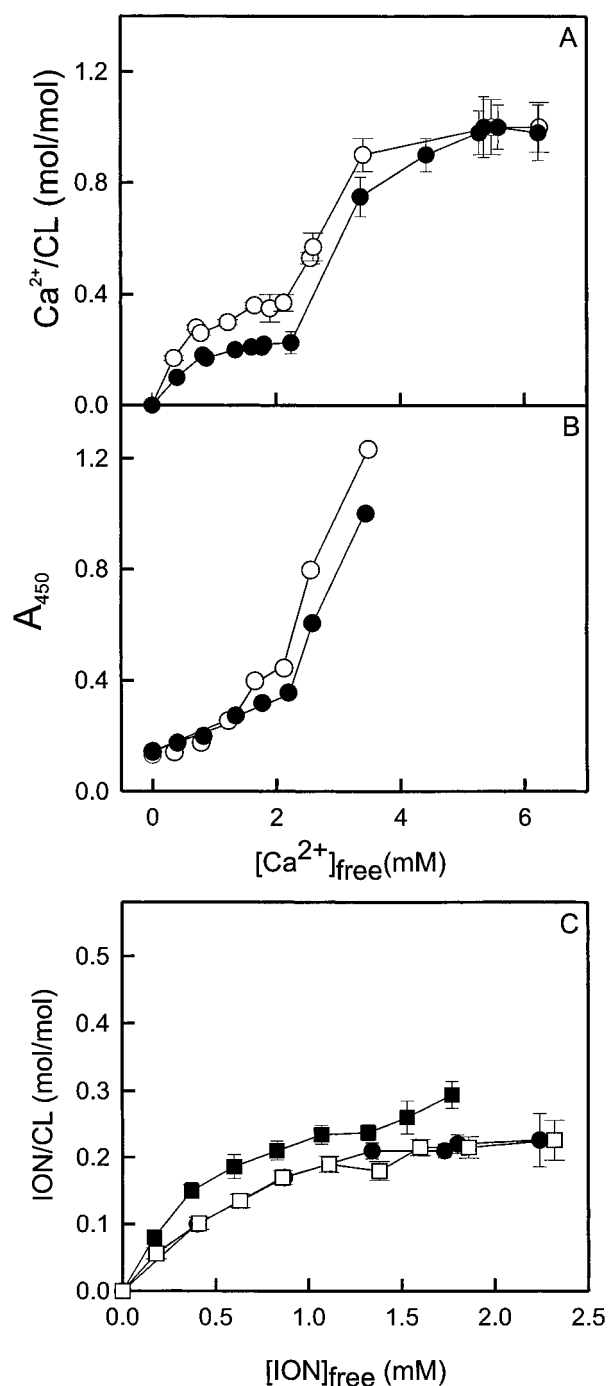 A
Ca²⁺/CL (mol/mol)
1.2
0.8
0.4
0.0
B
A₄₅₀
1.2
0.8
0.4
0.0
0 2 4 6
[Ca²⁺]free(mM)
C
ION/CL (mol/mol)
0.5
0.4
0.3
0.2
0.1
0.0
0.0 0.5 1.0 1.5 2.0 2.5
[ION]free (mM)